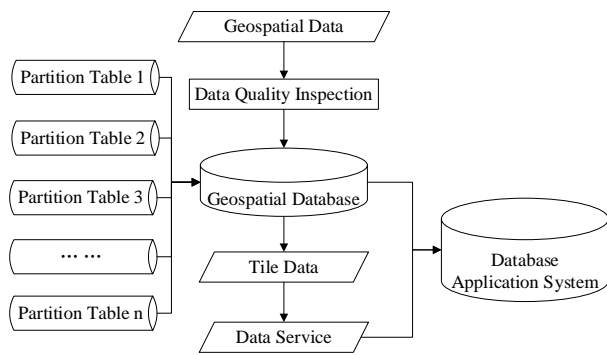 Geospatial Data
Data Quality Inspection
Partition Table 1
Partition Table 2
Partition Table 3
... ...
Partition Table n
Geospatial Database
Tile Data
Data Service
Database
Application System